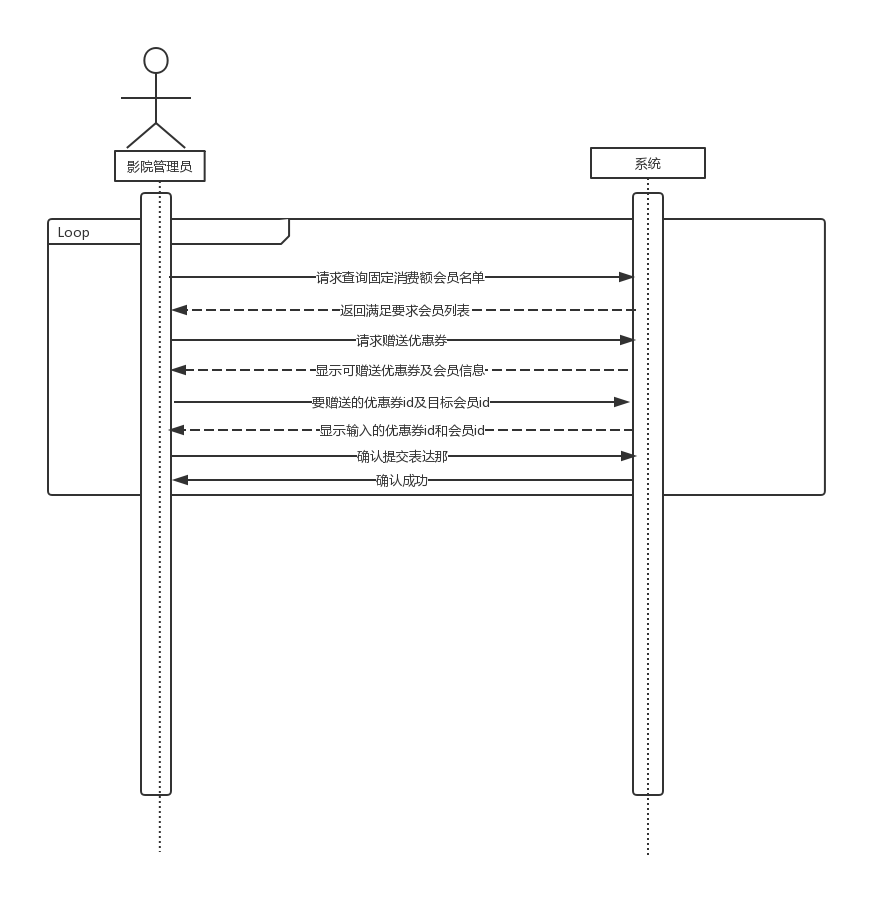 影院管理员
系统
Loop
请求查询固定消费额会员名单
返回满足要求会员列表
请求赠送优惠券
显示可赠送优惠券及会员信息
要赠送的优惠券id及目标会员id
显示输入的优惠券id和会员id
确认提交表达那
确认成功